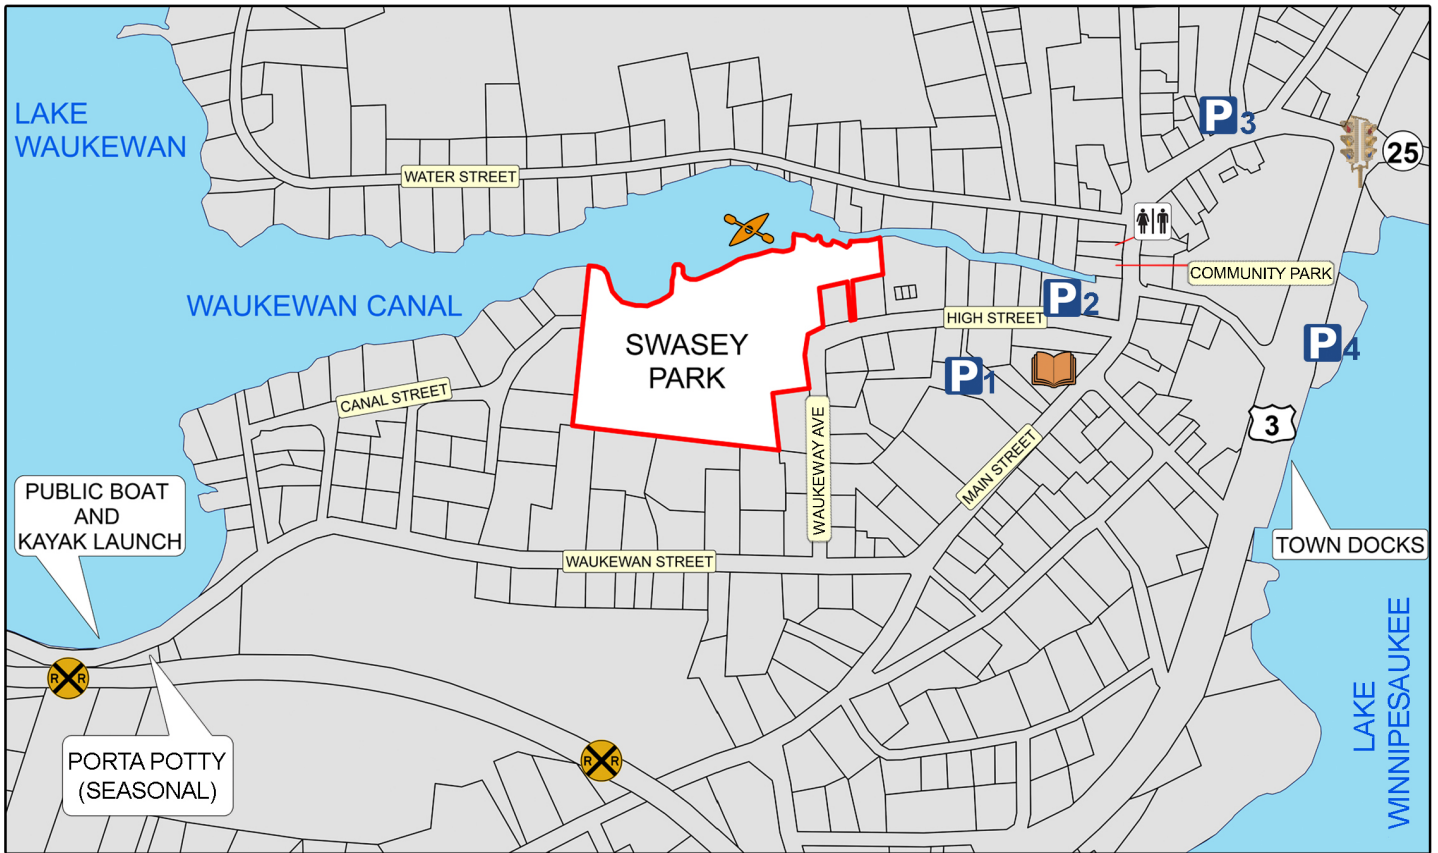 LAKE
WAUKEWAN
P3
25
WATER STREET
COMMUNITY PARK
WAUKEWAN CANAL
P2
HIGH STREET
SWASEY
PARK
P4
P1
CANAL STREET
3
WAUKEWAY AVE
MAIN STREET
PUBLIC BOAT
AND
KAYAK LAUNCH
TOWN DOCKS
WAUKEWAN STREET
LAKE
WINNIPESAUKEE
R R
PORTA POTTY
(SEASONAL)
R R